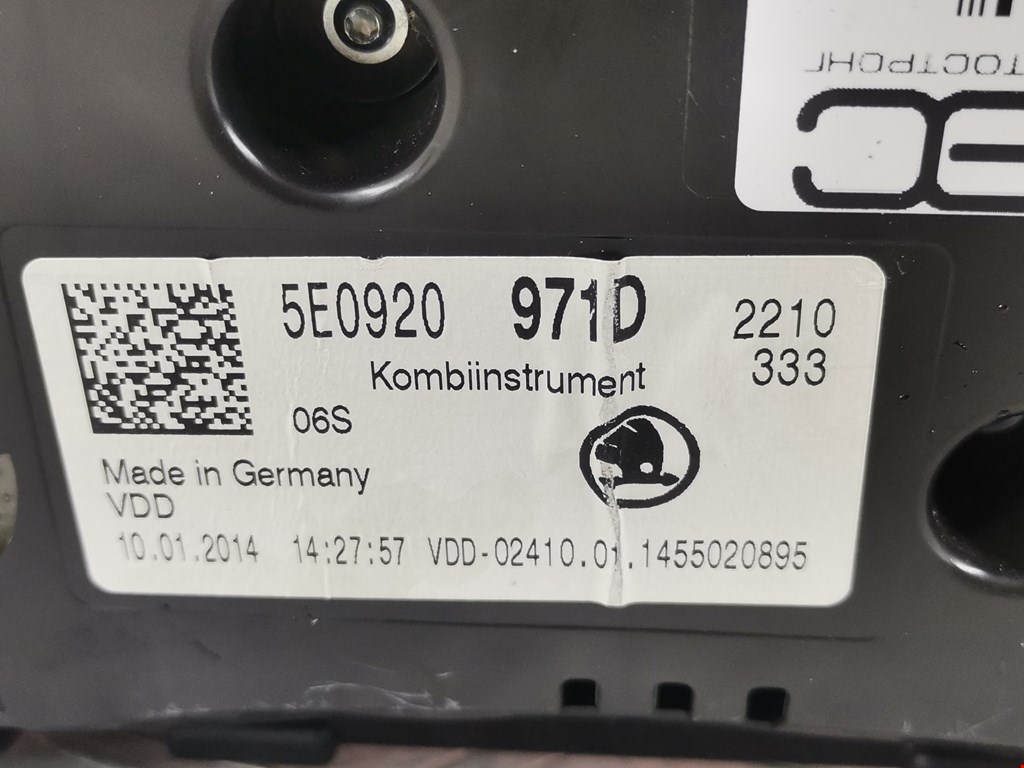 ТОСТРОНГ
5E0920 971D 2210
333
Kombiinstrument
06S
Made in Germany
VDD
10.01.2014 14:27:57 VDD-02410.01.1455020895